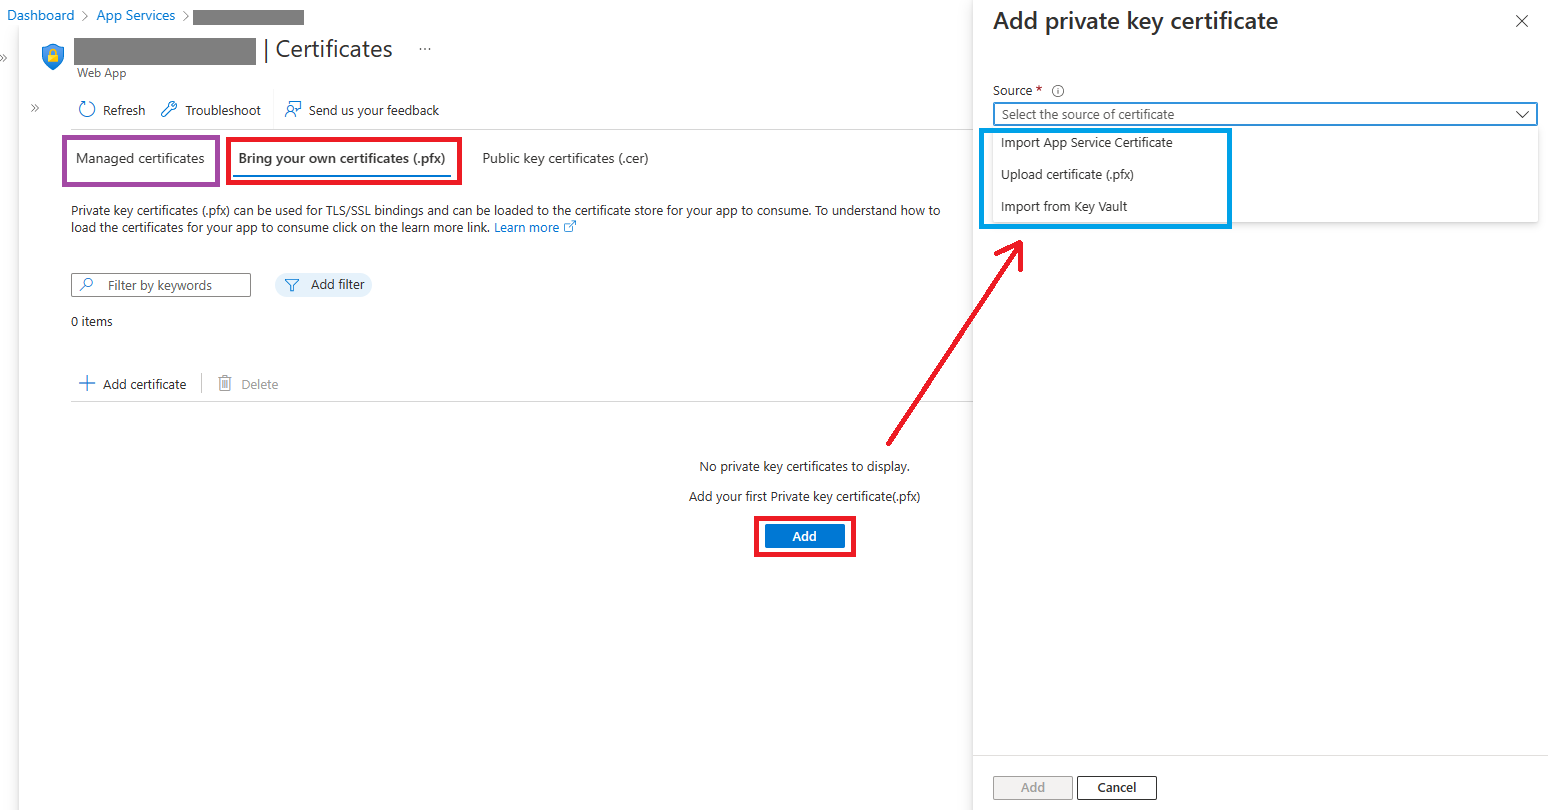 Dashboard > App Services >
| Certificates ...
Web App
Refresh Troubleshoot Send us your feedback
Managed certificates Bring your own certificates (.pfx) Public key certificates (.cer)
Private key certificates (.pfx) can be used for TLS/SSL bindings and can be loaded to the certificate store for your app to consume. To understand how to
load the certificates for your app to consume click on the learn more link. Learn more
Filter by keywords Add filter
0 items
Add certificate Delete
No private key certificates to display.
Add your first Private key certificate(.pfx)
Add
Add private key certificate
Source *
Select the source of certificate
Import App Service Certificate
Upload certificate (.pfx)
Import from Key Vault
Add Cancel